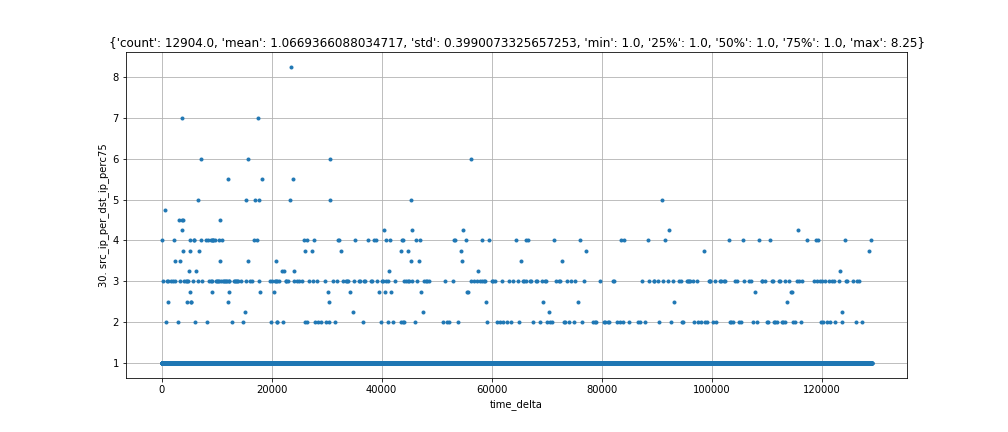 {'count': 12904.0, 'mean': 1.0669366088034717, 'std': 0.3990073325657253, 'min': 1.0, '25%': 1.0, '50%': 1.0, '75%': 1.0, 'max': 8.25}
30. src_ip_per_dst_ip_perc75
8
7
6
5
4
3
2
1
0 20000 40000 60000 80000 100000 120000
time_delta